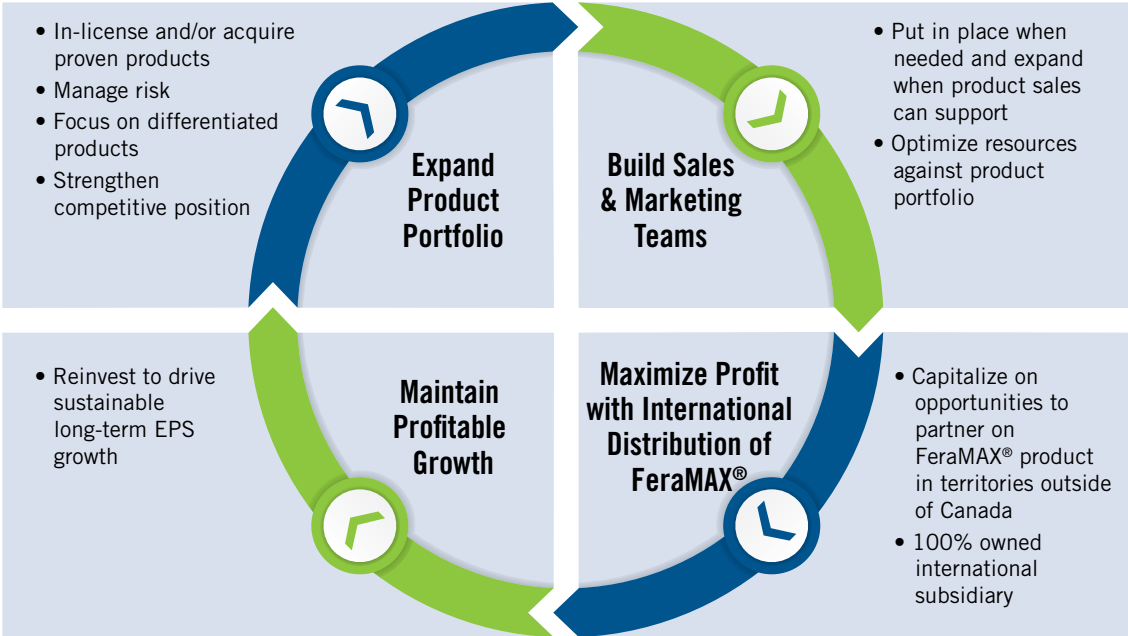 • In-license and/or acquire
proven products
• Manage risk
• Focus on differentiated
products
• Strengthen
competitive position
Expand
Product
Portfolio
Build Sales
& Marketing
Teams
• Put in place when
needed and expand
when product sales
can support
• Optimize resources
against product
portfolio
• Reinvest to drive
sustainable
long-term EPS
growth
Maintain
Profitable
Growth
Maximize Profit
with International
Distribution of
FeraMAX®
• Capitalize on
opportunities to
partner on
FeraMAX® product
in territories outside
of Canada
• 100% owned
international
subsidiary